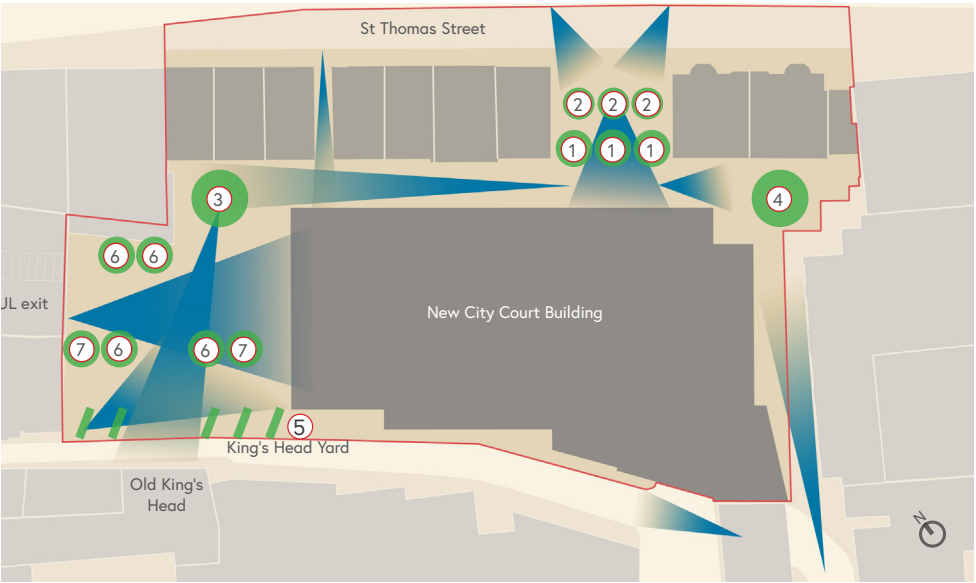 St Thomas Street
2 2 2
1 1 1
3
4
6 6
JL exit
New City Court Building
7 6 6 7
5
King's Head Yard
Old King's
Head
N